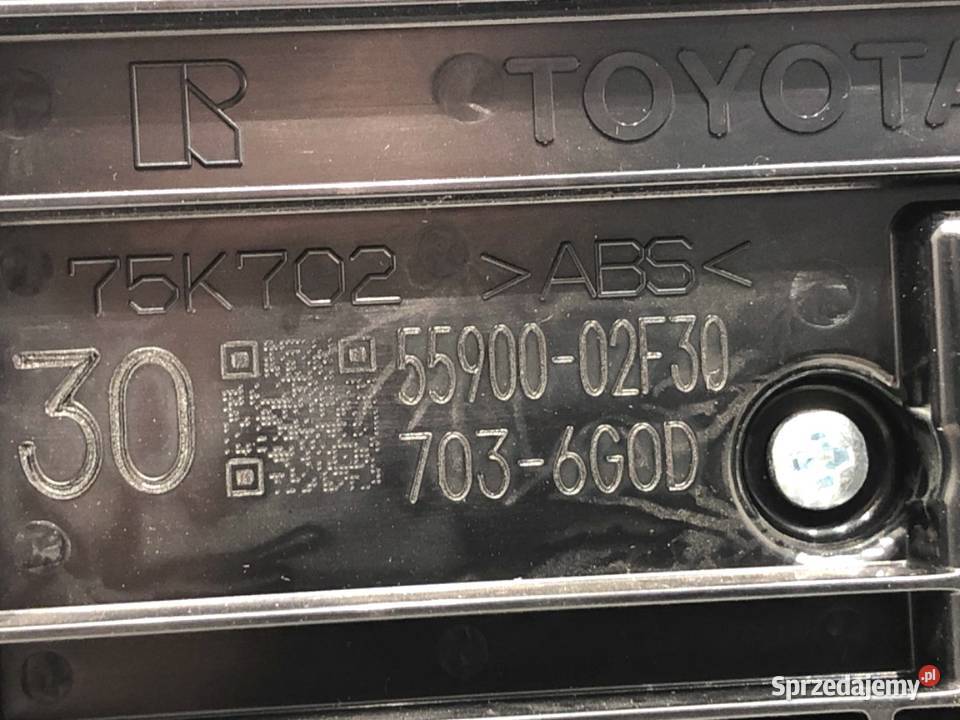 R TOYOTA
75K702 >ABS<
30
55900-02F30
703-6G0D
Sprzedajemy.pl